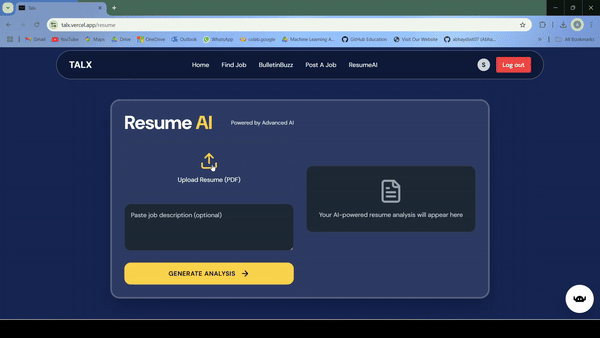 Talx
talx.vercel.app/resume
Gmail YouTube Maps Drive OneDrive Outlook WhatsApp colab.google Machine Learning A... GitHub Education Visit Our Website All Bookmarks
TALX
Home Find Job BulletinBuzz Post A Job ResumeAI
S Log out
Resume AI Powered by Advanced AI
Upload Resume (PDF)
Your AI-powered resume analysis will appear here
Paste job description (optional)
GENERATE ANALYSIS